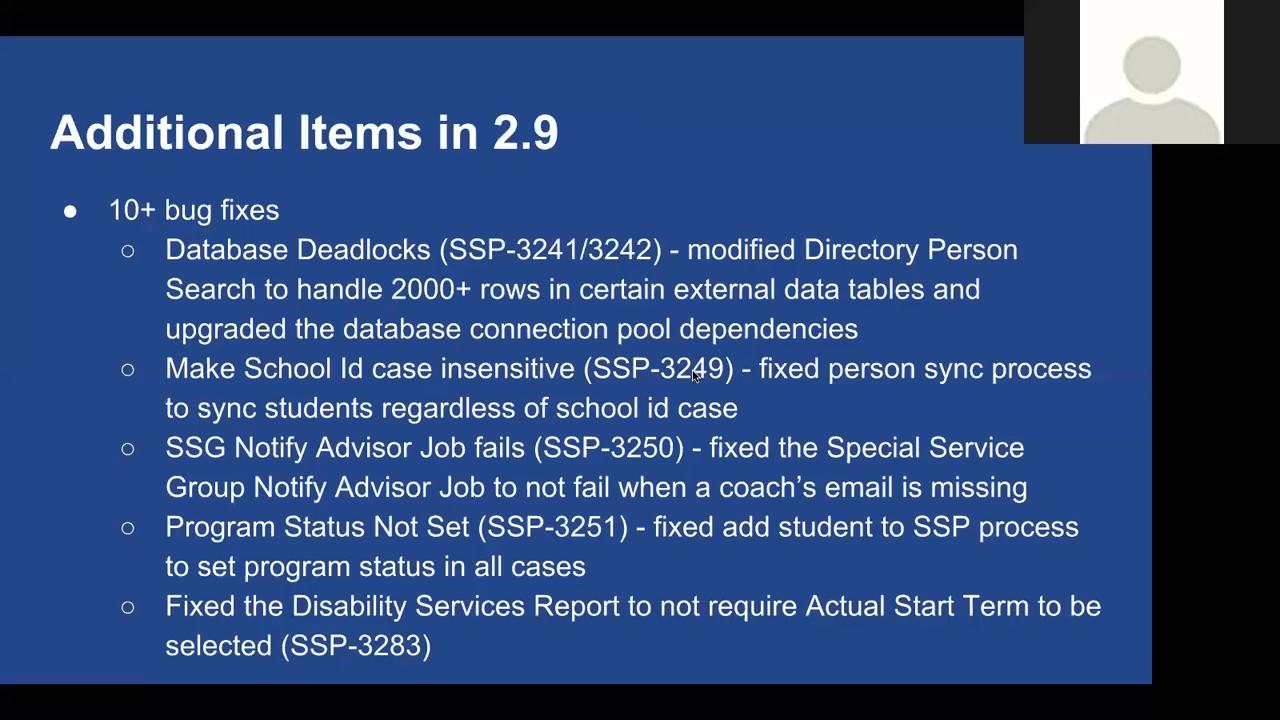 Additional Items in 2.9
● 10+ bug fixes
○ Database Deadlocks (SSP-3241/3242) - modified Directory Person
Search to handle 2000+ rows in certain external data tables and
upgraded the database connection pool dependencies
○ Make School Id case insensitive (SSP-3249) - fixed person sync process
to sync students regardless of school id case
○ SSG Notify Advisor Job fails (SSP-3250) - fixed the Special Service
Group Notify Advisor Job to not fail when a coach’s email is missing
○ Program Status Not Set (SSP-3251) - fixed add student to SSP process
to set program status in all cases
○ Fixed the Disability Services Report to not require Actual Start Term to be
selected (SSP-3283)